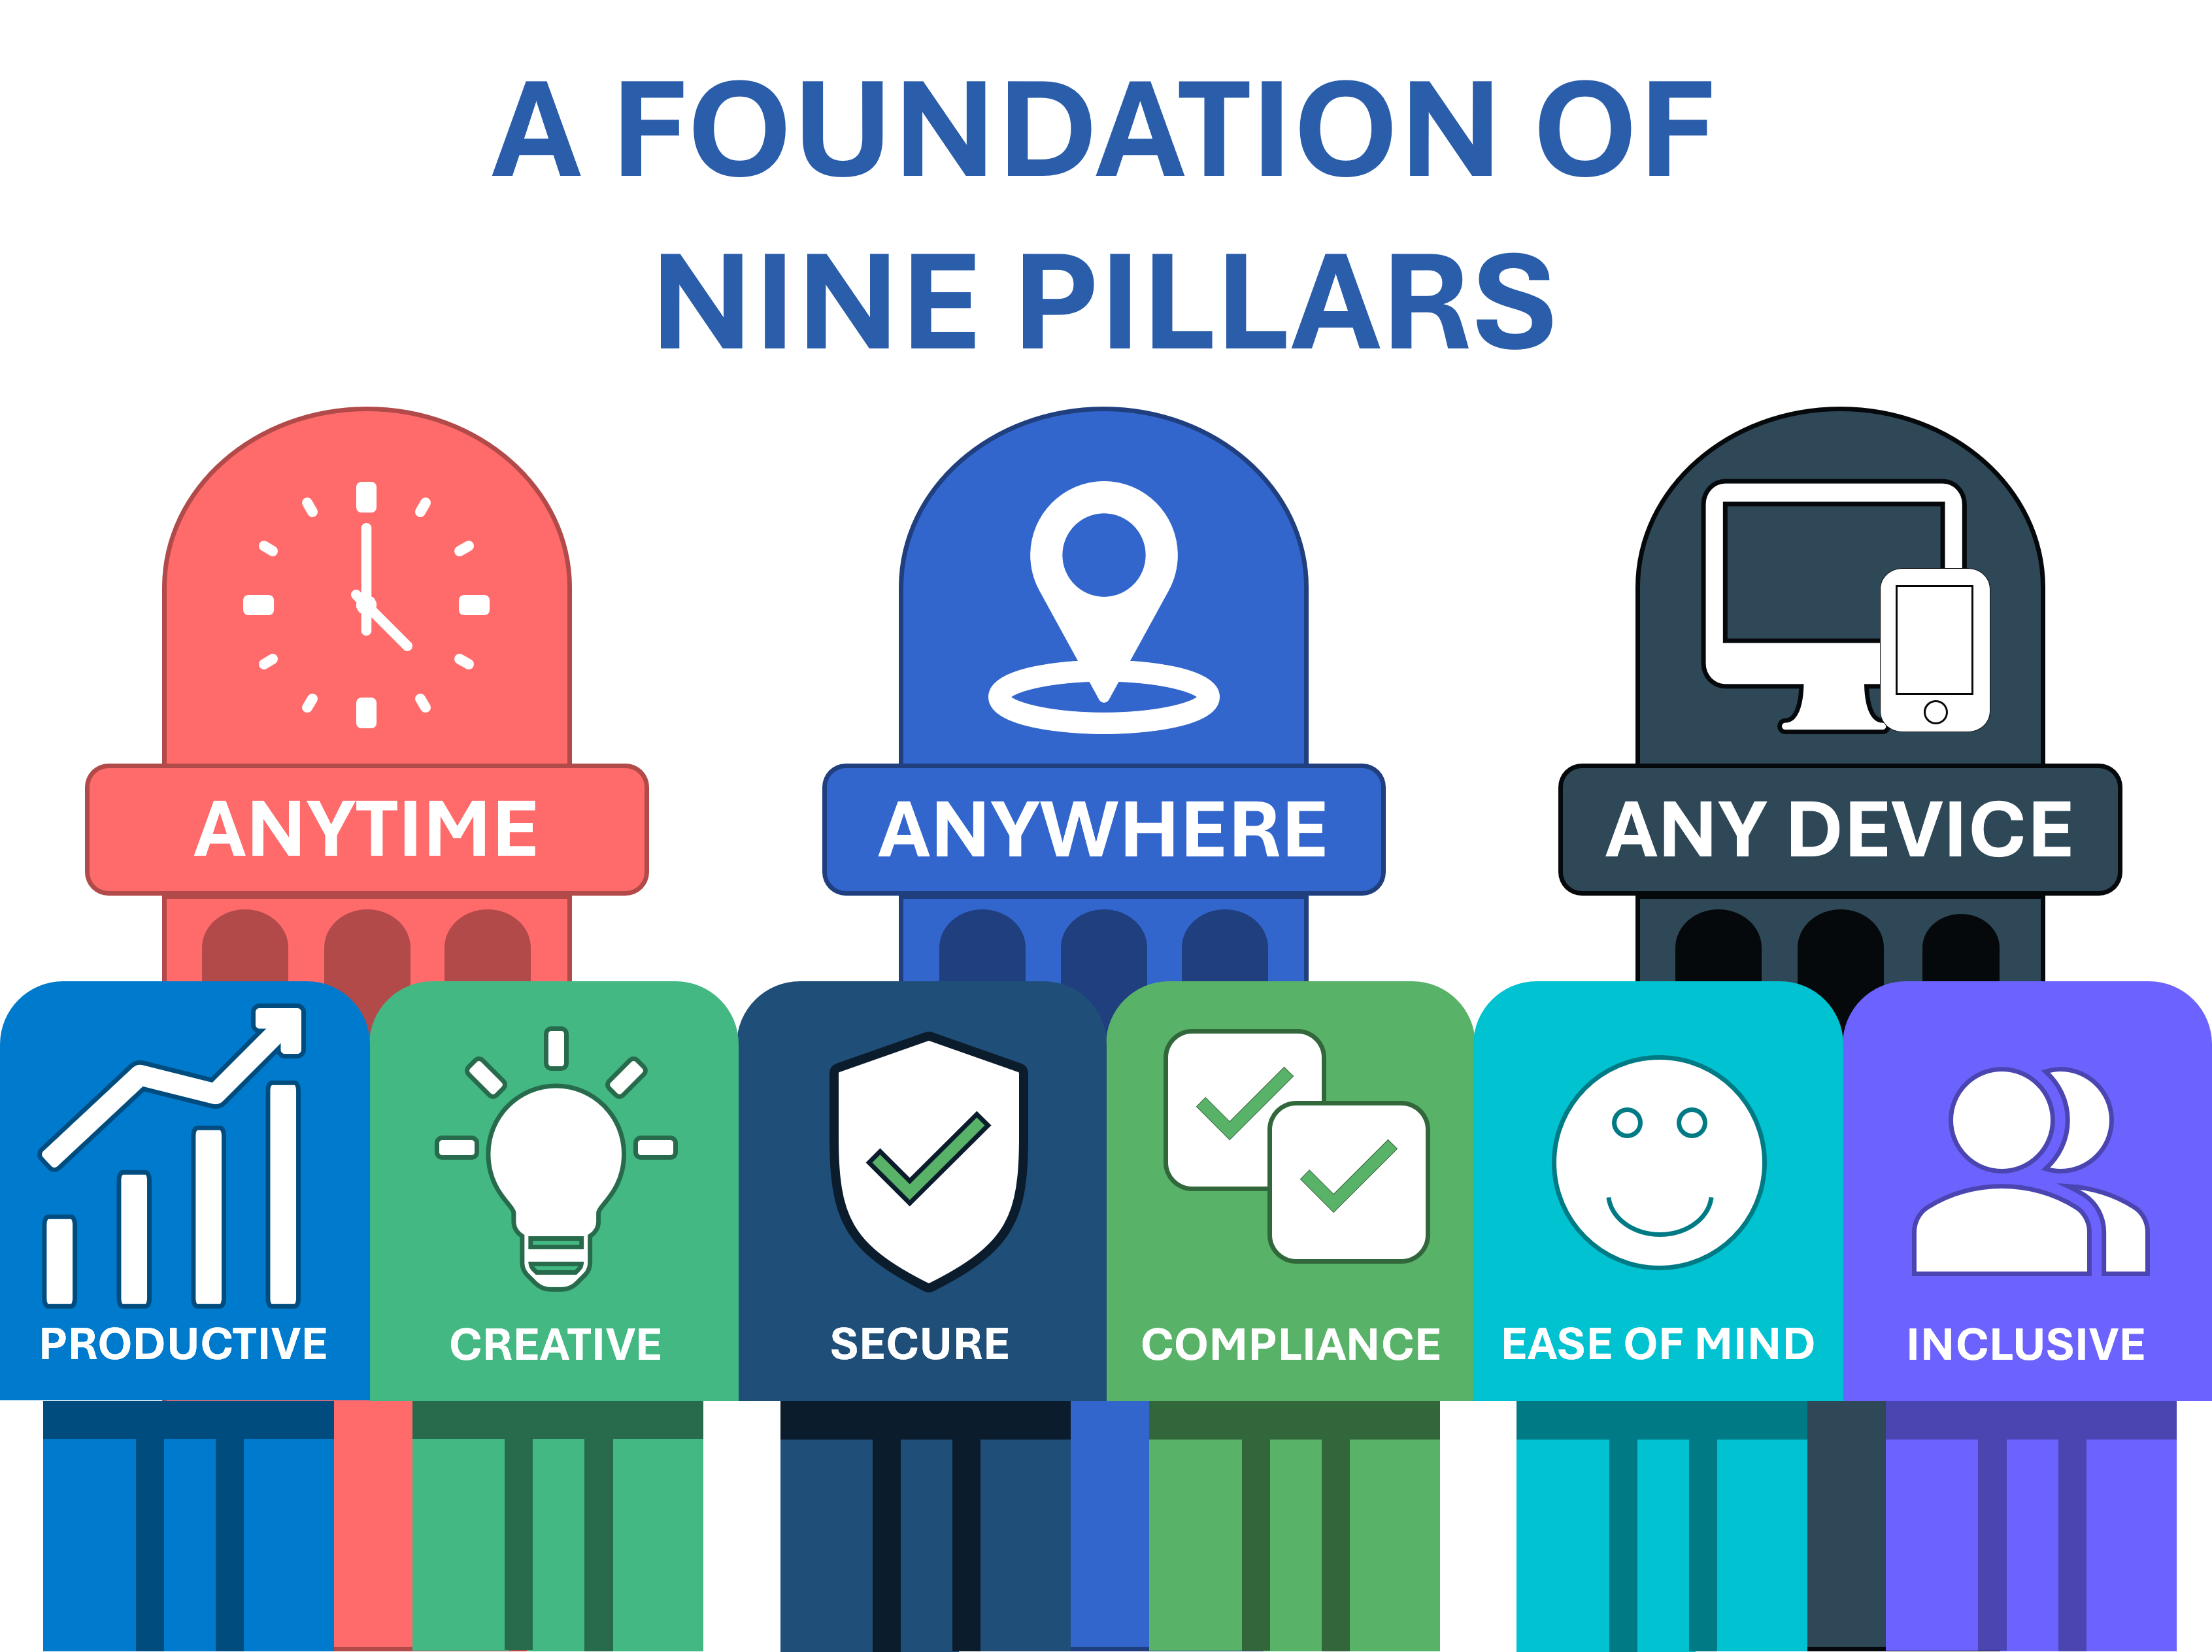 A FOUNDATION OF
NINE PILLARS
ANYTIME
ANYWHERE
ANY DEVICE
PRODUCTIVE
CREATIVE
SECURE
COMPLIANCE
EASE OF MIND
INCLUSIVE